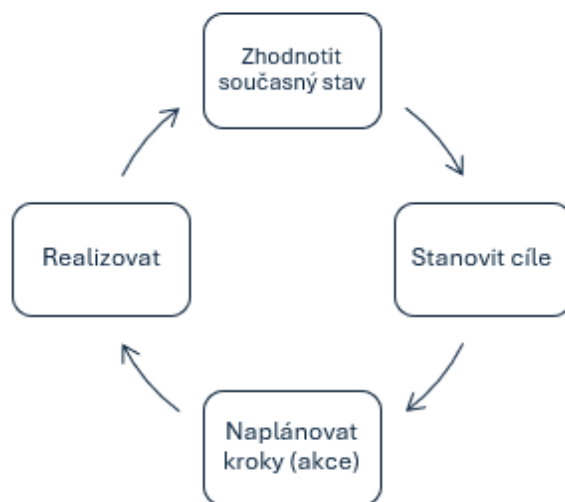 Zhodnotit
současný stav
Stanovit cíle
Naplánovat
kroky (akce)
Realizovat